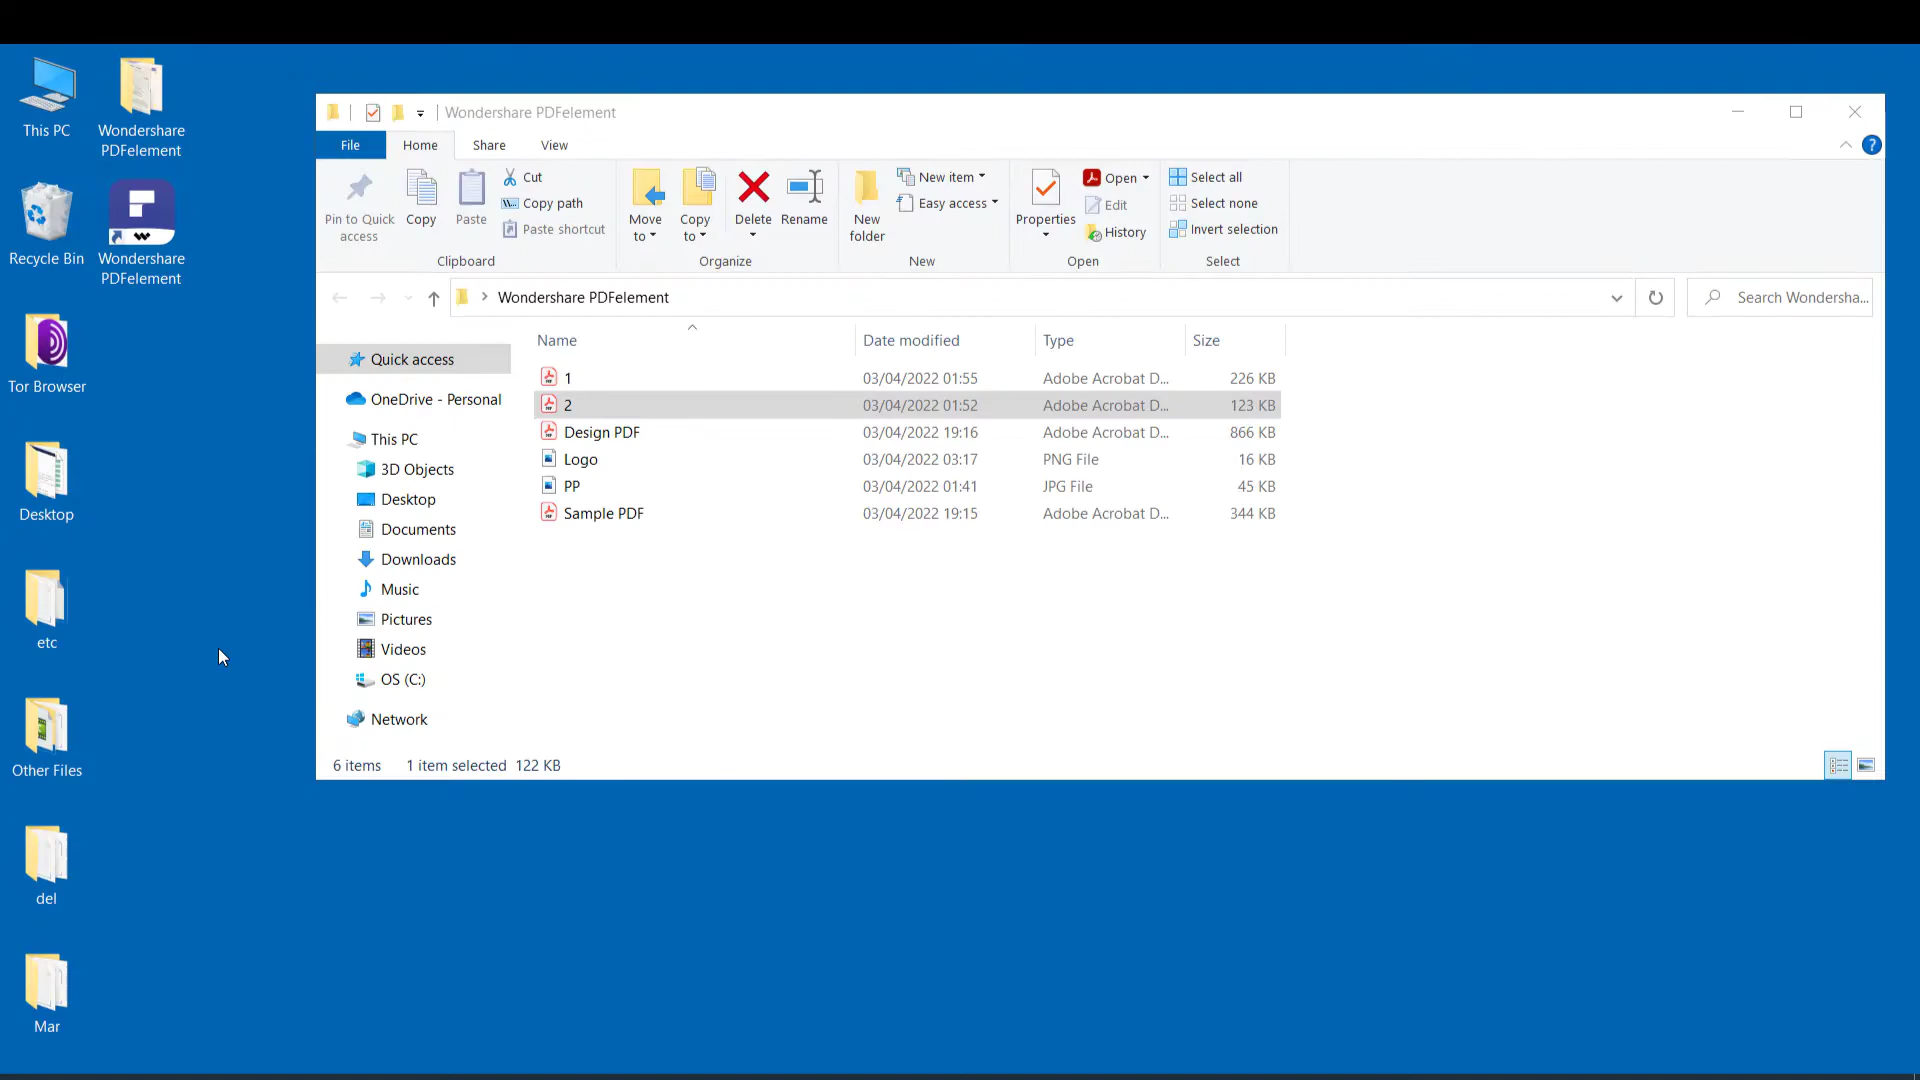 This PC
Wondershare
PDFelement
Recycle Bin
Wondershare
PDFelement
Tor Browser
Desktop
etc
Other Files
del
Mar
Wondershare PDFelement
File Home Share View ?
Pin to Quick
access
Copy
Paste
Cut
Copy path
Paste shortcut
Clipboard
Move
to
Copy
to
Delete
Rename
Organize
New
folder
New item
Easy access
New
Properties
Open
Edit
History
Open
Select all
Select none
Invert selection
Select
Wondershare PDFelement
Search Wondersha...
Quick access
OneDrive - Personal
This PC
3D Objects
Desktop
Documents
Downloads
Music
Pictures
Videos
OS (C:)
Network
Name Date modified Type Size
1 03/04/2022 01:55 Adobe Acrobat D... 226 KB
2 03/04/2022 01:52 Adobe Acrobat D... 123 KB
Design PDF 03/04/2022 19:16 Adobe Acrobat D... 866 KB
Logo 03/04/2022 03:17 PNG File 16 KB
PP 03/04/2022 01:41 JPG File 45 KB
Sample PDF 03/04/2022 19:15 Adobe Acrobat D... 344 KB
6 items 1 item selected 122 KB